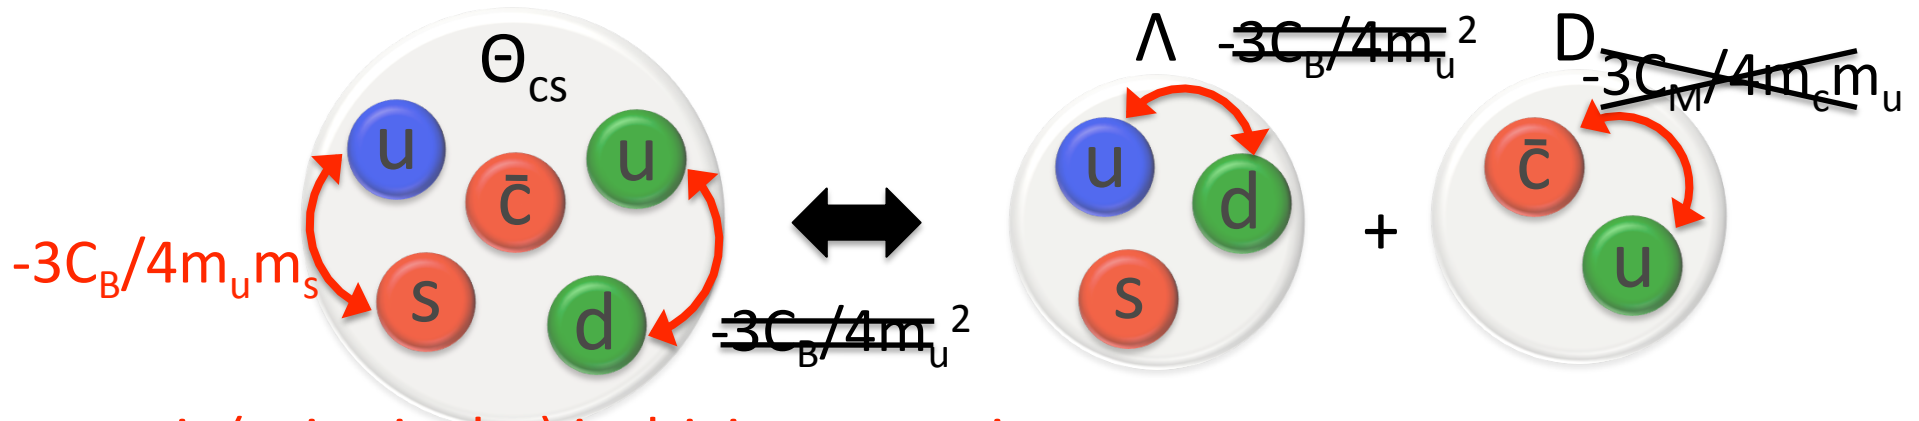 Θcs
u
u
c̄
s
d
-3CB/4mums
-3CB/4mu2
Λ
-3CB/4mu2
u
d
s
+
D
-3CM/4mcmu
c̄
u